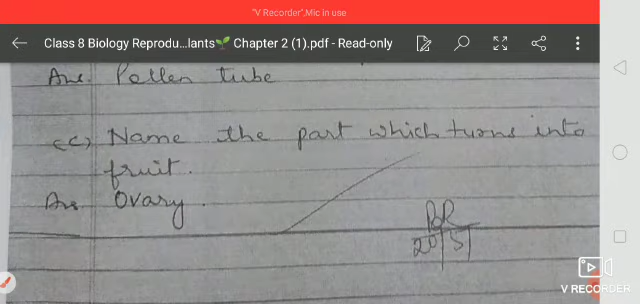 "V Recorder",Mic in use
Class 8 Biology Reprodu...lants🌱 Chapter 2 (1).pdf - Read-only
Ans. Pollen tube
(c) Name the part which turns into
fruit.
Ans. Ovary.
20/5/
V RECORDER